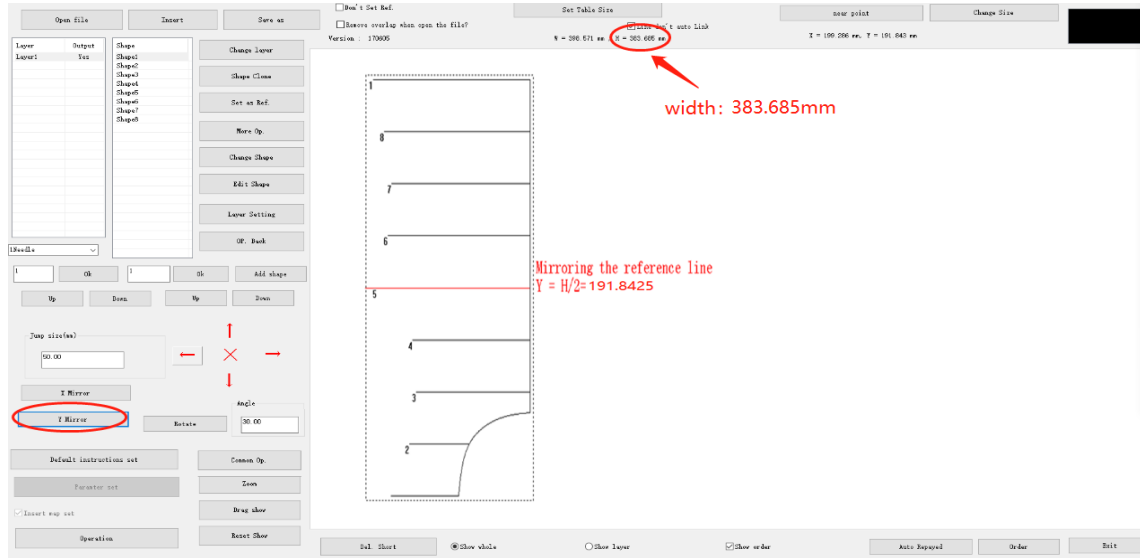 Open file
Insert
Save as
Don't Set Ref.
Set Table Size
near point
Change Size
Remove overlap when open the file?
Line don't auto Link
Version : 170605
W = 398.571 mm
H = 383.685 mm
X = 199.286 mm, Y = 191.843 mm
Layer Output
Layer1 Yes
Shape
Shape1
Shape2
Shape3
Shape4
Shape5
Shape6
Shape7
Shape8
Change layer
Shape Clone
Set as Ref.
More Op.
Change Shape
Edit Shape
Layer Setting
OP. Back
1Needle
1
Ok
1
Ok
Add shape
Up
Down
Up
Down
Jump size(mm)
50.00
X Mirror
Y Mirror
Rotate
Angle
30.00
Default instructions set
Common Op.
Parameter set
Zoom
Insert map set
Drag show
Operation
Reset Show
width: 383.685mm
1
8
7
6
Mirroring the reference line
Y = H/2=191.8425
5
4
3
2
Del. Short
Show whole
Show layer
Show order
Auto Repayed
Order
Exit